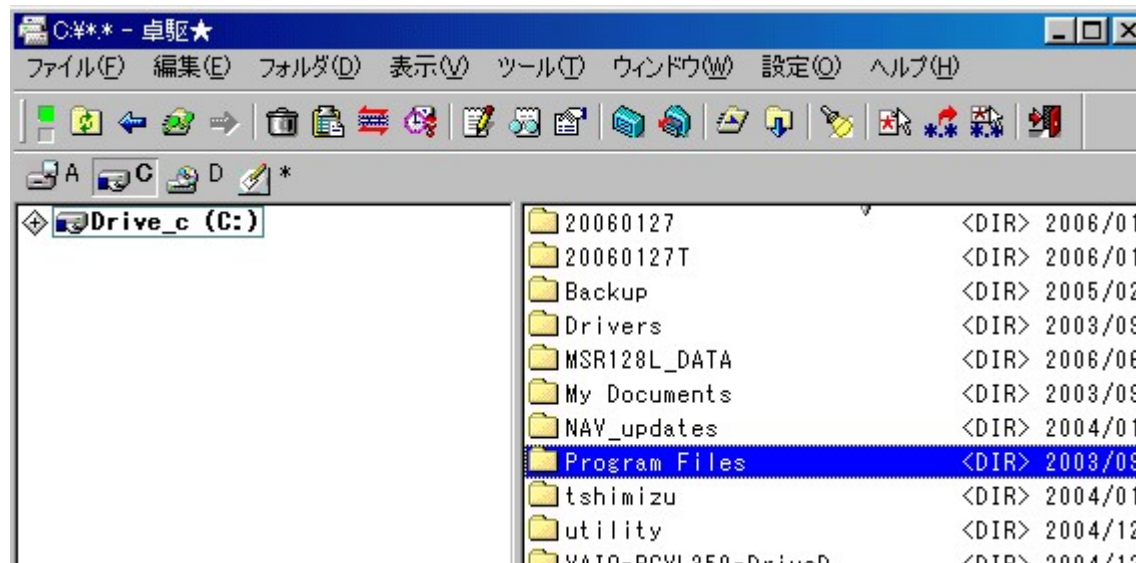 C:¥*.* - 卓駆★
ファイル(F) 編集(E) フォルダ(D) 表示(V) ツール(T) ウィンドウ(W) 設定(O) ヘルプ(H)
A C D *
Drive_c (C:)
20060127 <DIR> 2006/01
20060127T <DIR> 2006/01
Backup <DIR> 2005/02
Drivers <DIR> 2003/09
MSR128L_DATA <DIR> 2006/06
My Documents <DIR> 2003/09
NAV_updates <DIR> 2004/01
Program Files <DIR> 2003/09
tshimizu <DIR> 2004/01
utility <DIR> 2004/12